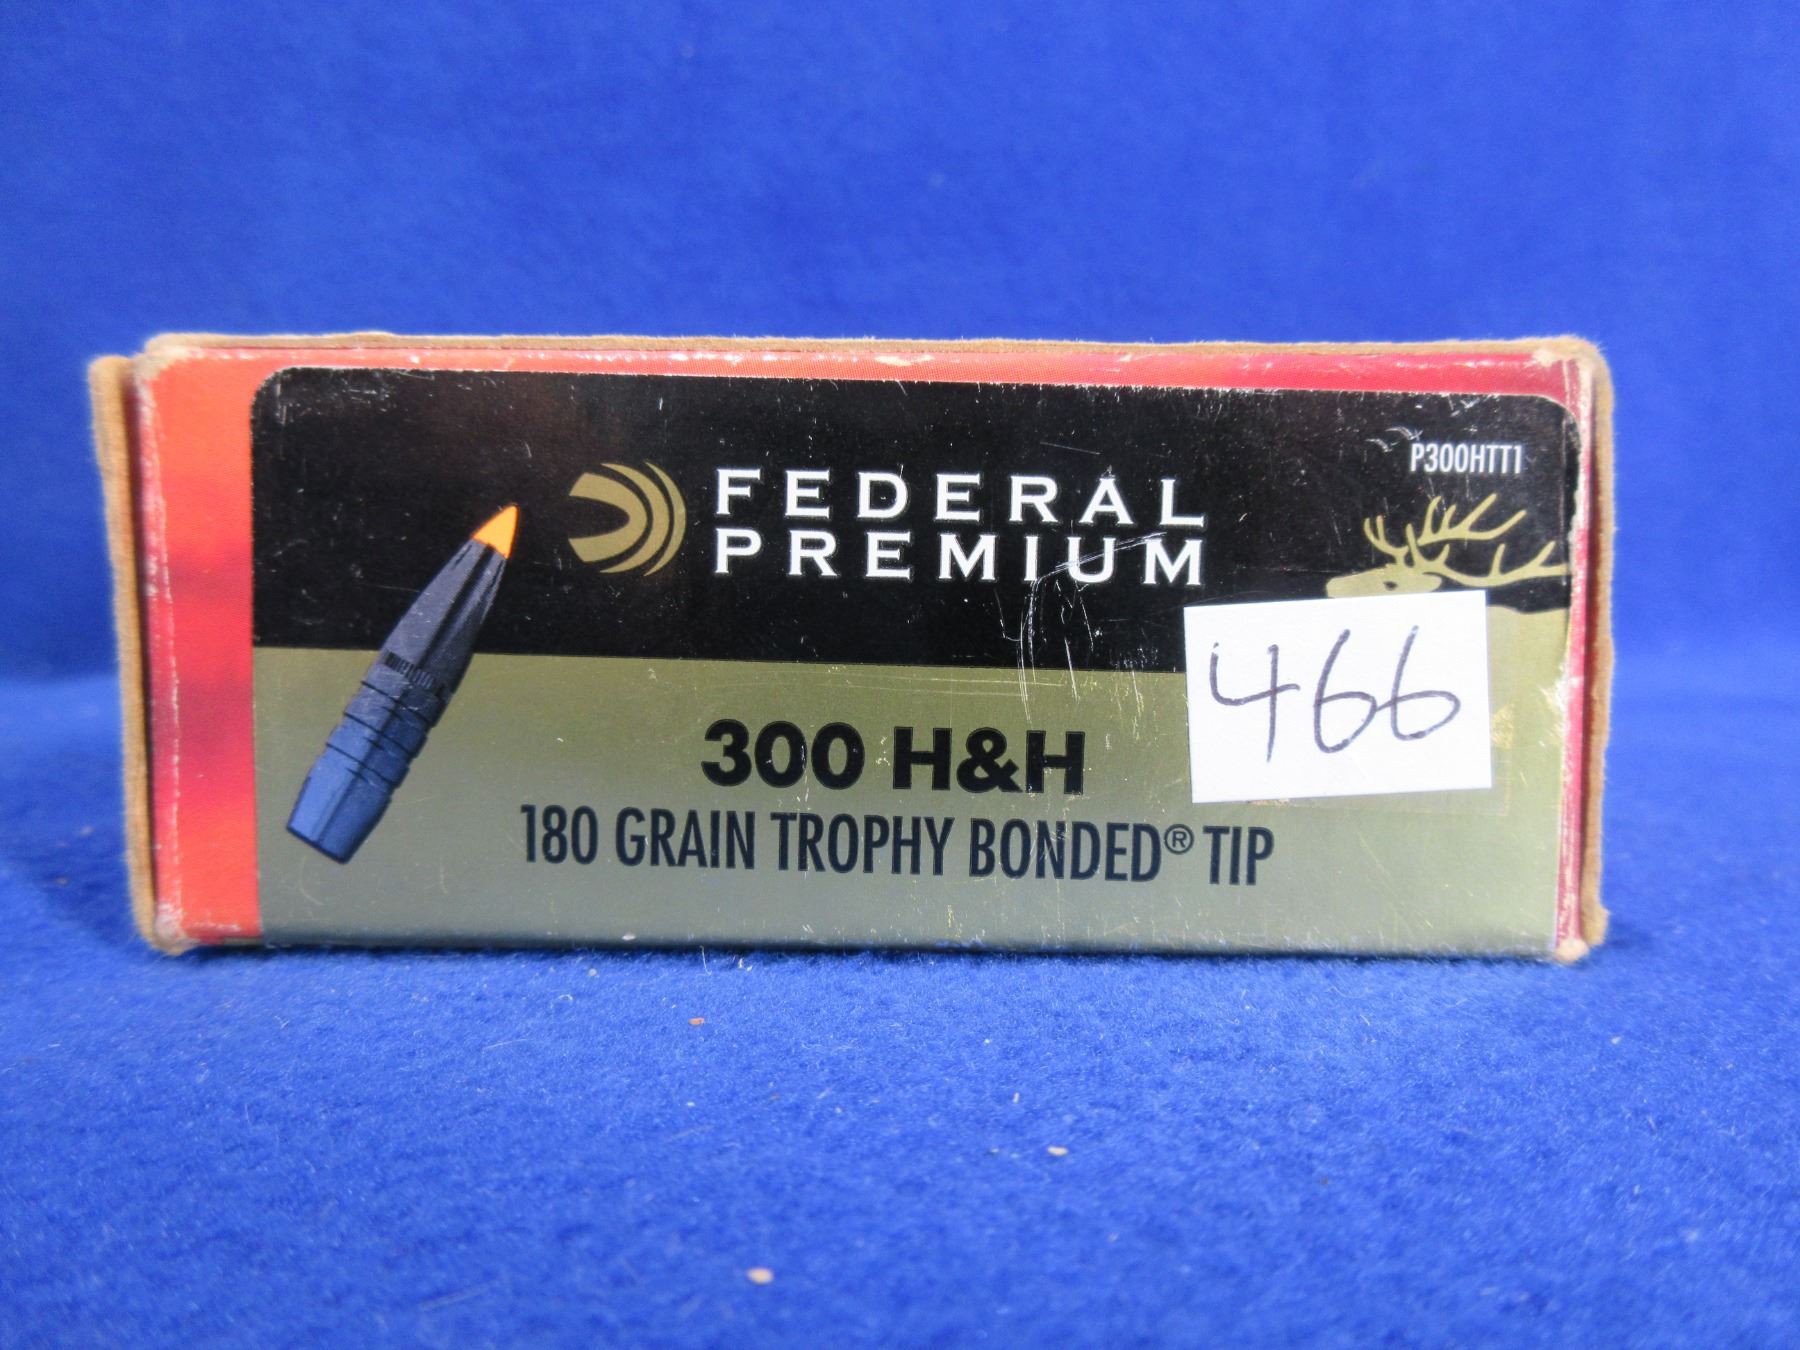 P300HTT1
FEDERAL
PREMIUM
466
300 H&H
180 GRAIN TROPHY BONDED® TIP